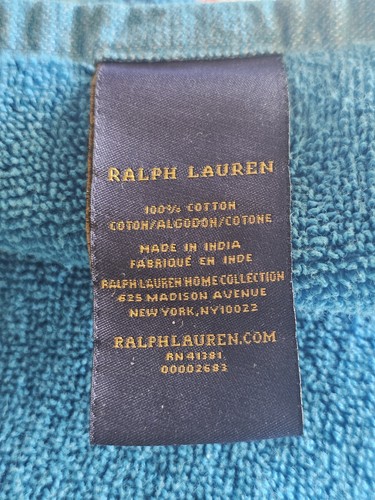 RALPH LAUREN
100% COTTON
COTON/ALGODON/COTONE
MADE IN INDIA
FABRIQUÉ EN INDE
RALPH LAUREN HOME COLLECTION
625 MADISON AVENUE
NEW YORK, NY10022
RALPHLAUREN.COM
RN 41381
00002683